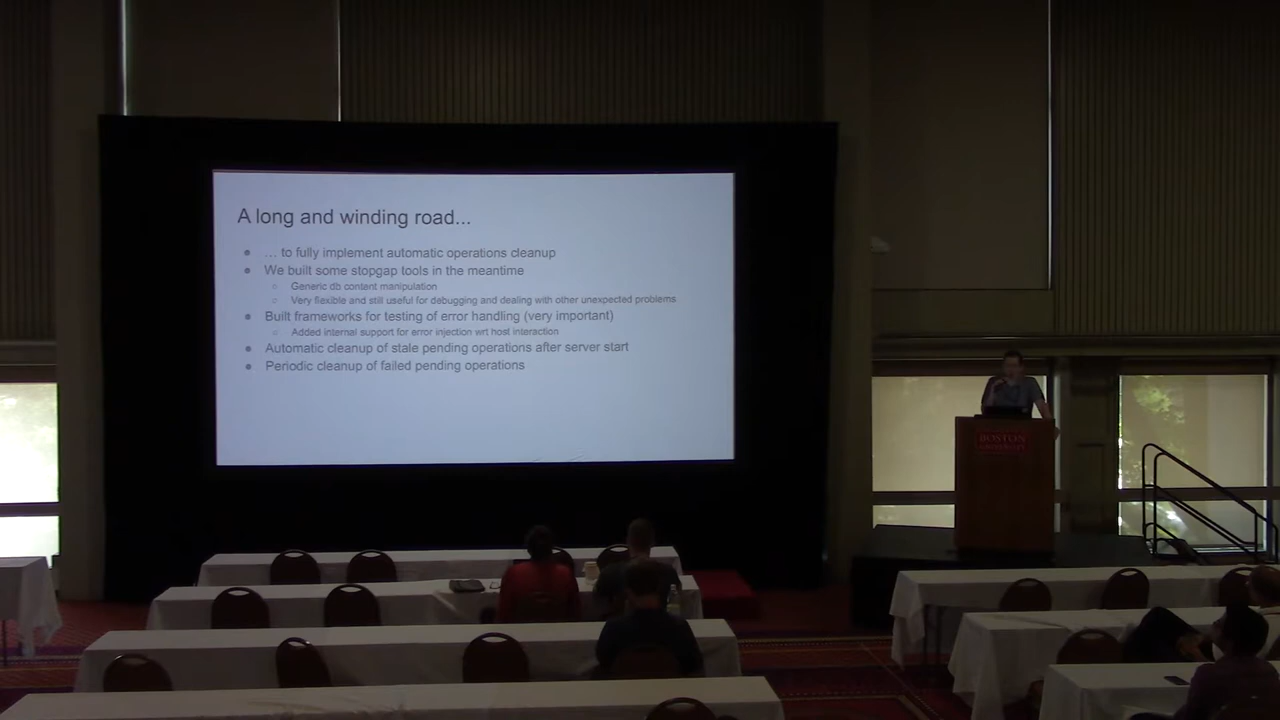 A long and winding road...
● … to fully implement automatic operations cleanup
● We built some stopgap tools in the meantime
○ Generic db content manipulation
○ Very flexible and still useful for debugging and dealing with other unexpected problems
● Built frameworks for testing of error handling (very important)
○ Added internal support for error injection wrt host interaction
● Automatic cleanup of stale pending operations after server start
● Periodic cleanup of failed pending operations
BOSTON